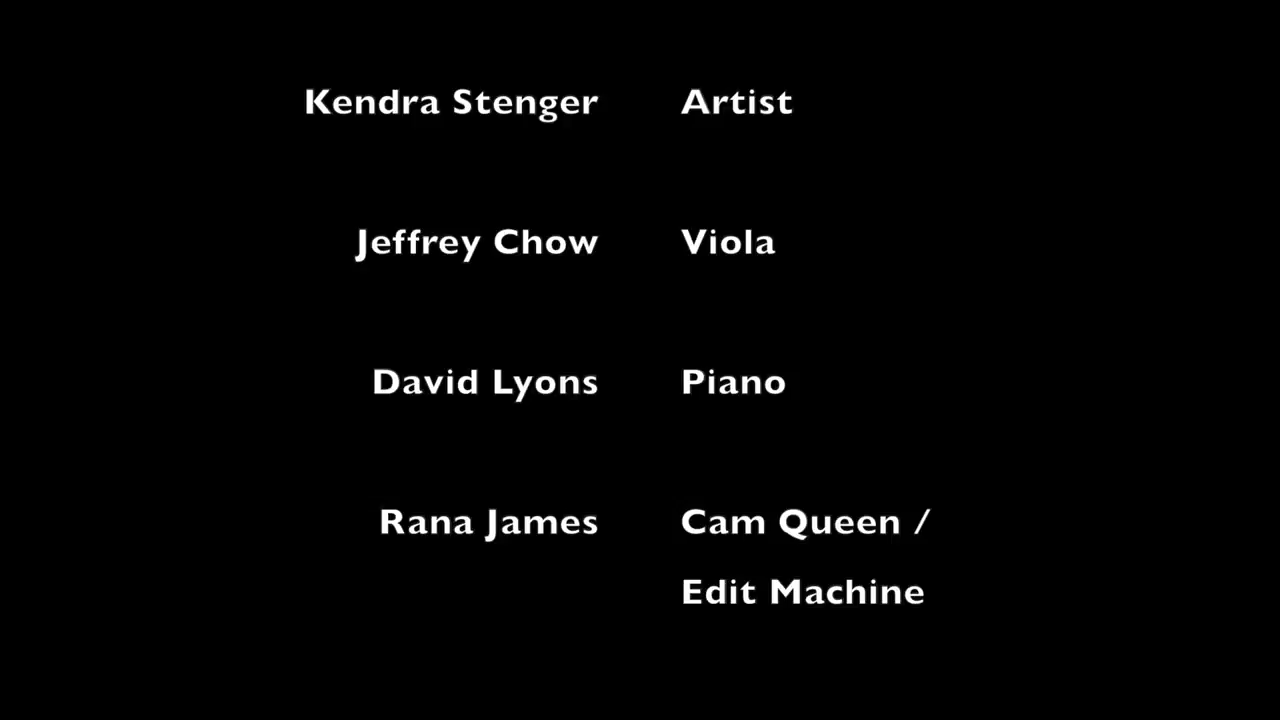 Kendra Stenger Artist
Jeffrey Chow Viola
David Lyons Piano
Rana James Cam Queen /
Edit Machine